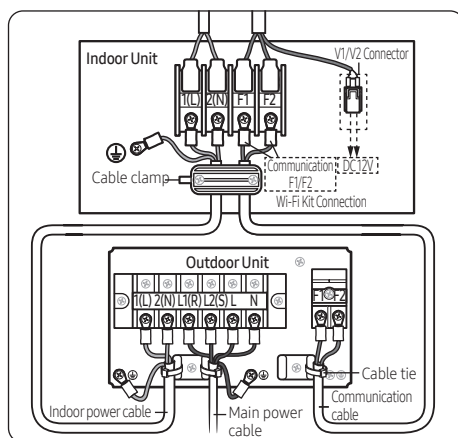 Indoor Unit
V1/V2 Connector
1(L) 2(N) F1 F2
Communication
F1/F2
DC12V
Cable clamp
Wi-Fi Kit Connection
Outdoor Unit
1(L) 2(N) L1(R) L2(S) L N
F1 F2
Cable tie
Indoor power cable
Main power
cable
Communication
cable